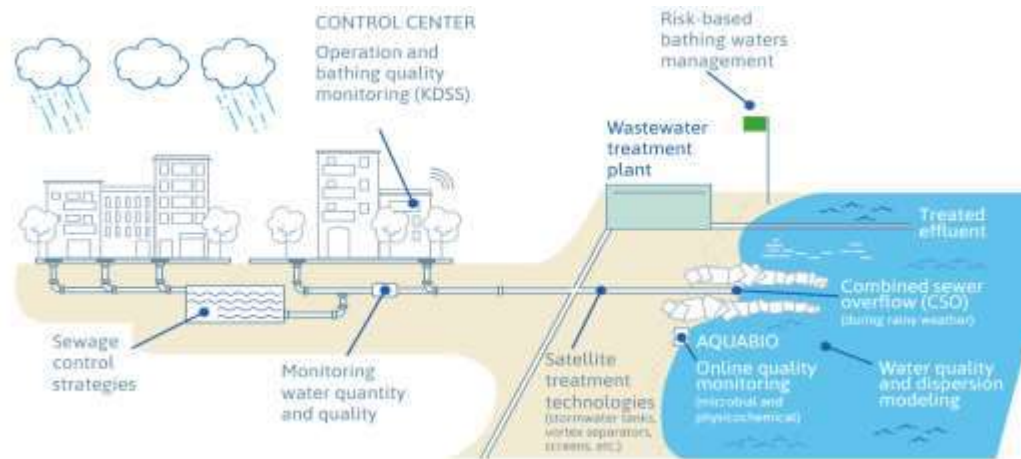 CONTROL CENTER
Operation and
bathing quality
monitoring (KDSS)
Risk-based
bathing waters
management
Wastewater
treatment
plant
Treated
effluent
Combined sewer
overflow (CSO)
(during rainy weather)
Sewage
control
strategies
Monitoring
water quantity
and quality
Satellite
treatment
technologies
(stormwater tanks,
vortex separators,
screens, etc.)
AQUABIO
Online quality
monitoring
(microbial and
physicochemical)
Water quality
and dispersion
modeling